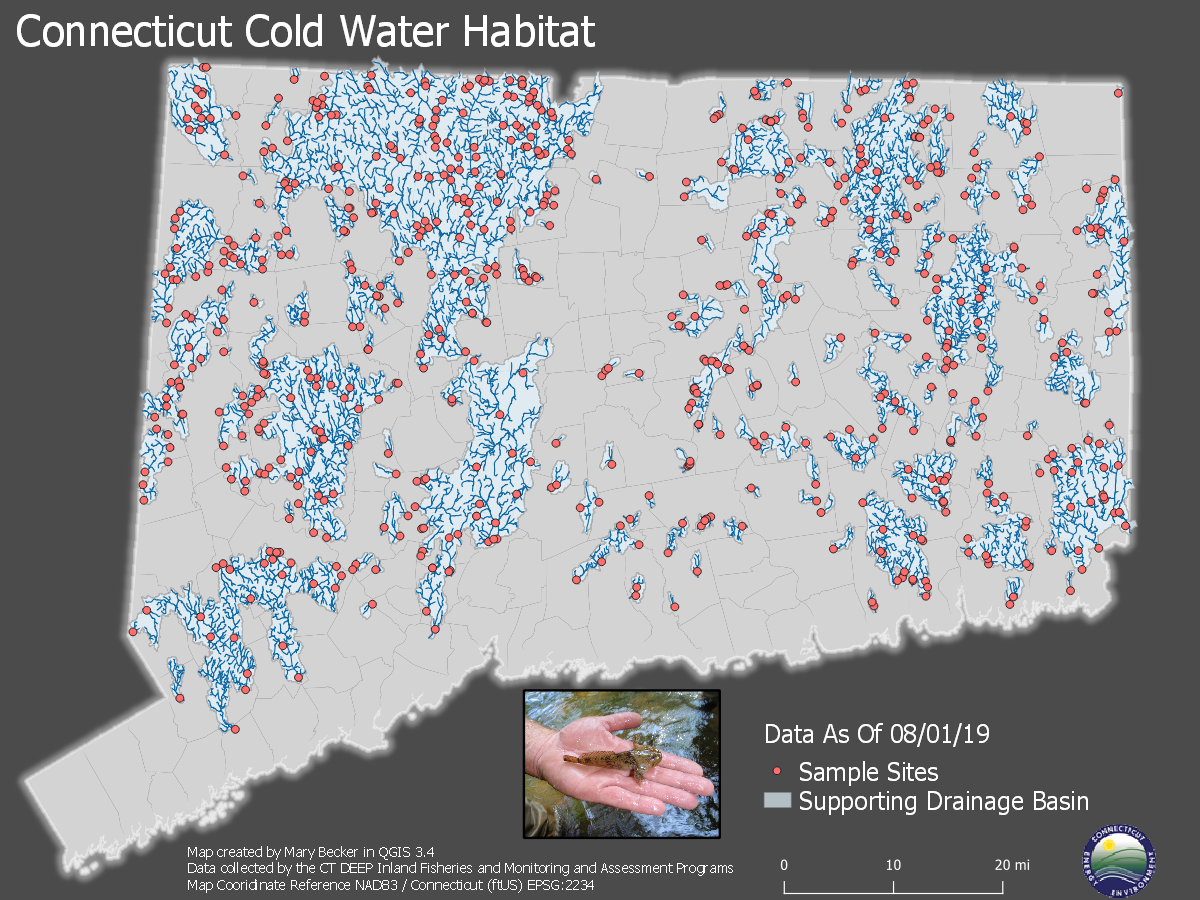 Connecticut Cold Water Habitat
Data As Of 08/01/19
Sample Sites
Supporting Drainage Basin
Map created by Mary Becker in QGIS 3.4
Data collected by the CT DEEP Inland Fisheries and Monitoring and Assessment Programs
Map Coordinate Reference NAD83 / Connecticut (ftUS) EPSG:2234
0 10 20 mi
CONNECTICUT
ENERGY ENVIRONMENT